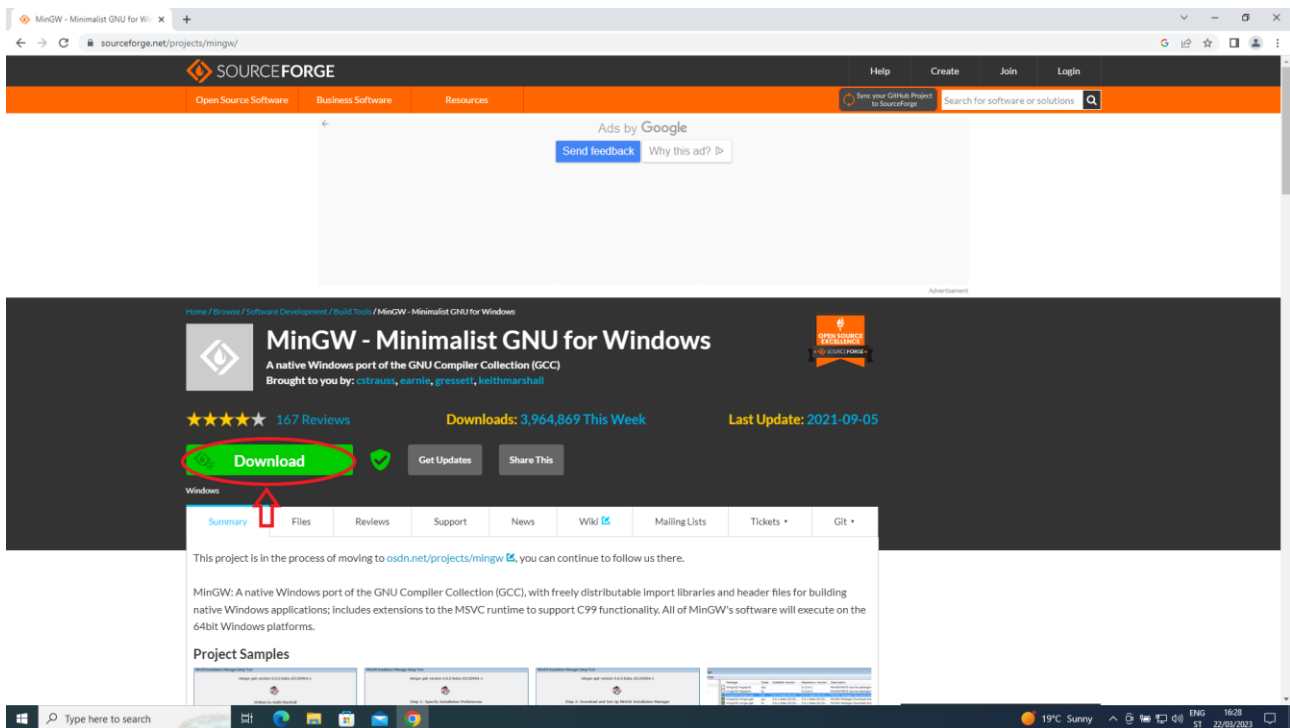 MinGW - Minimalist GNU for Win
sourceforge.net/projects/mingw/
SOURCEFORGE
Help Create Join Login
Open Source Software Business Software Resources
Sync your GitHub Project to SourceForge
Search for software or solutions
Ads by Google
Send feedback Why this ad?
Advertisement
Home / Browse / Software Development / Build Tools / MinGW - Minimalist GNU for Windows
MinGW - Minimalist GNU for Windows
OPEN SOURCE
EXCELLENCE
SOURCEFORGE
A native Windows port of the GNU Compiler Collection (GCC)
Brought to you by: cstrauss, earnie, gressett, keithmarshall
167 Reviews Downloads: 3,964,869 This Week Last Update: 2021-09-05
Download Get Updates Share This
Windows
Summary Files Reviews Support News Wiki Mailing Lists Tickets Git
This project is in the process of moving to osdn.net/projects/mingw, you can continue to follow us there.
MinGW: A native Windows port of the GNU Compiler Collection (GCC), with freely distributable import libraries and header files for building
native Windows applications; includes extensions to the MSVC runtime to support C99 functionality. All of MinGW's software will execute on the
64bit Windows platforms.
Project Samples
Type here to search
19°C Sunny
ENG 16:28
ST 22/03/2023